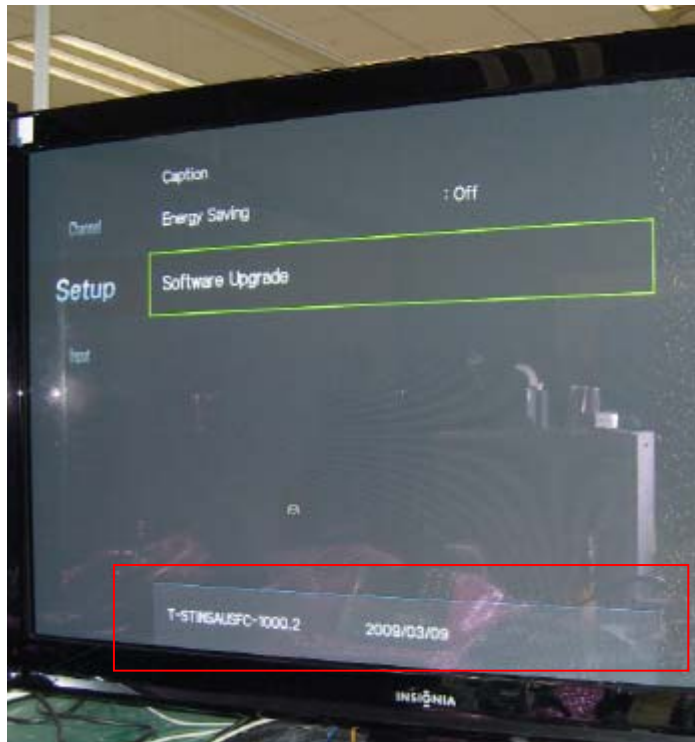 Caption
Energy Saving : Off
Channel
Setup
Software Upgrade
Input
T-STINSAUSFC-1000.2 2009/03/09
INSIGNIA